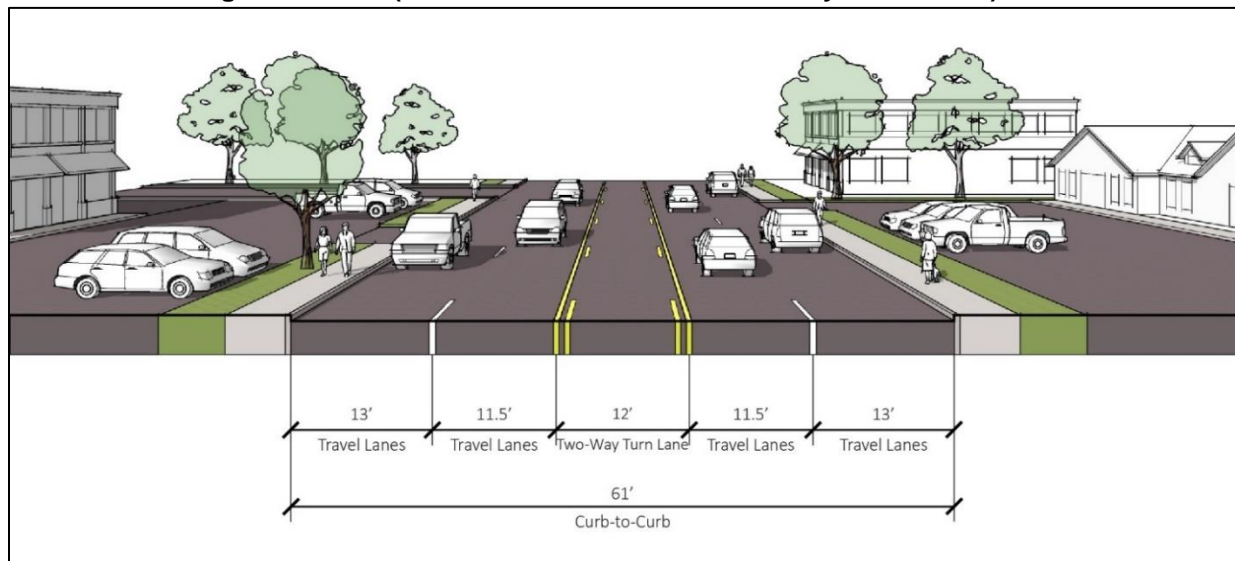 13’ 11.5’ 12’ 11.5’ 13’
Travel Lanes Travel Lanes Two-Way Turn Lane Travel Lanes Travel Lanes
61’
Curb-to-Curb